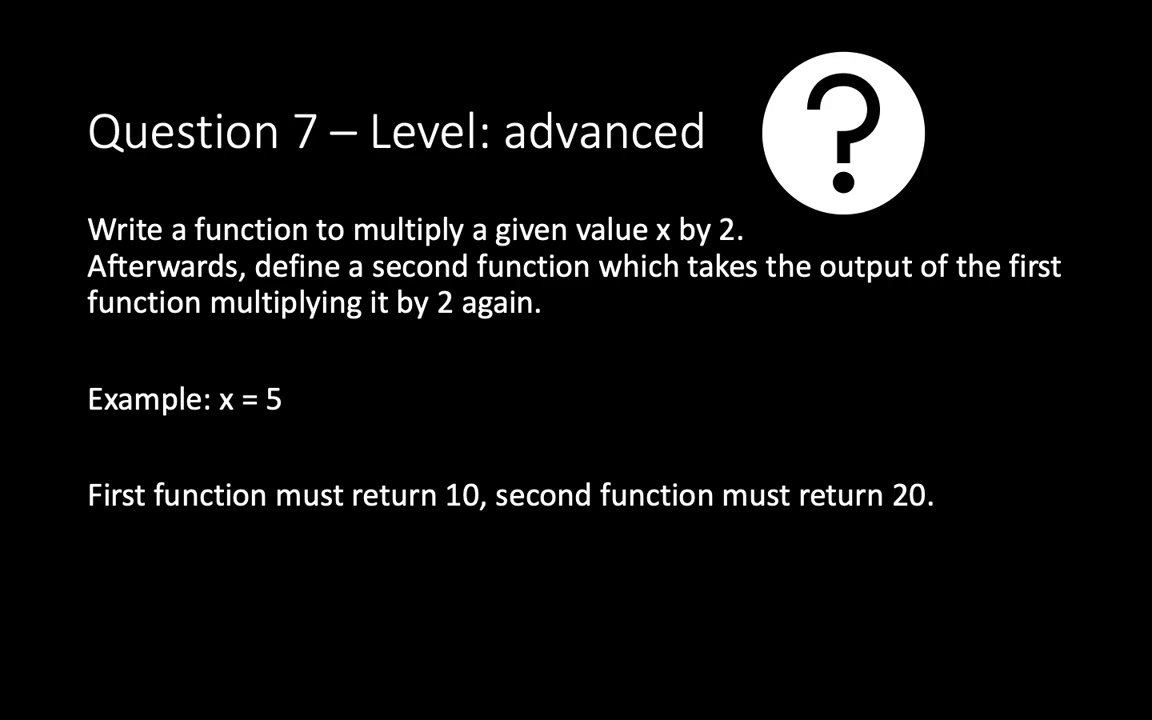 Question 7 – Level: advanced
Write a function to multiply a given value x by 2.
Afterwards, define a second function which takes the output of the first
function multiplying it by 2 again.
Example: x = 5
First function must return 10, second function must return 20.